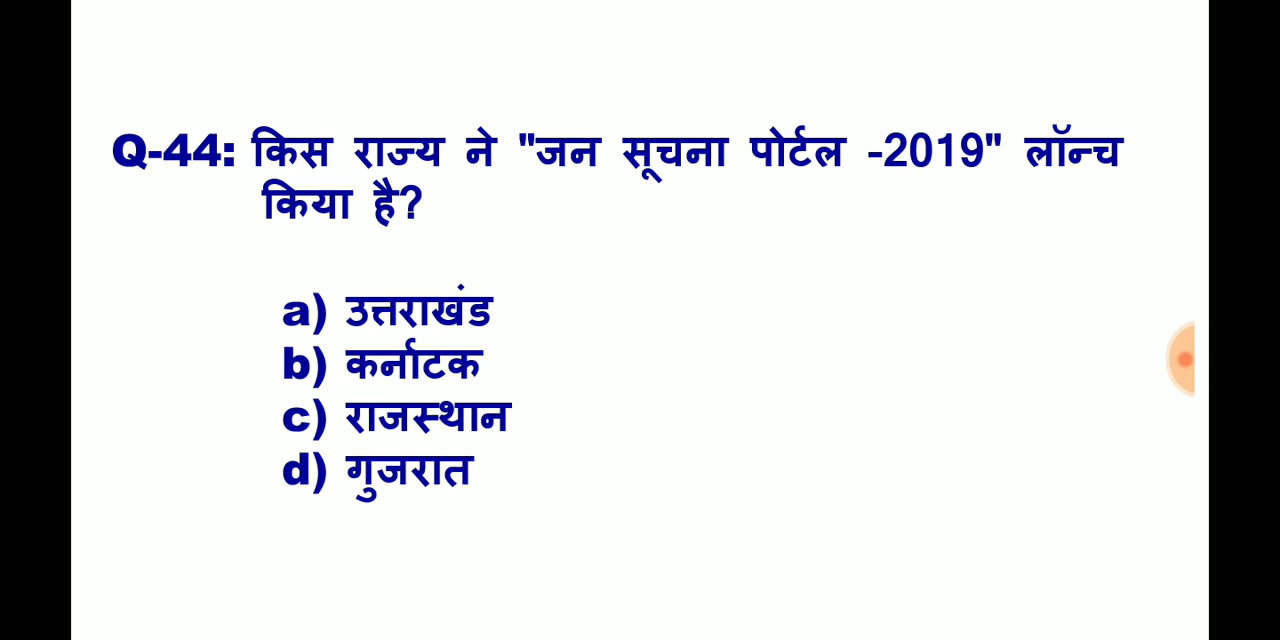 Q-44: किस राज्य ने "जन सूचना पोर्टल -2019" लॉन्च
किया है?
a) उत्तराखंड
b) कर्नाटक
c) राजस्थान
d) गुजरात